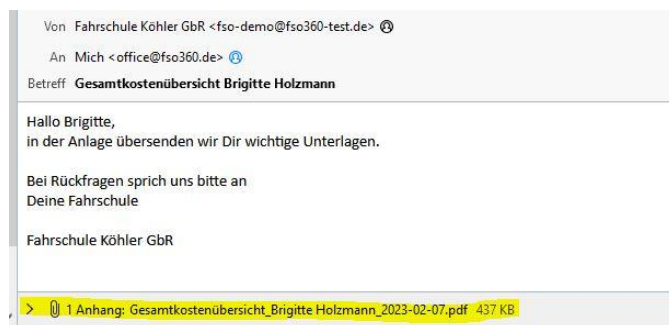 Von Fahrschule Köhler GbR <fso-demo@fso360-test.de>
An Mich <office@fso360.de>
Betreff Gesamtkostenübersicht Brigitte Holzmann
Hallo Brigitte,
in der Anlage übersenden wir Dir wichtige Unterlagen.
Bei Rückfragen sprich uns bitte an
Deine Fahrschule
Fahrschule Köhler GbR
1 Anhang: Gesamtkostenübersicht_Brigitte Holzmann_2023-02-07.pdf 437 KB